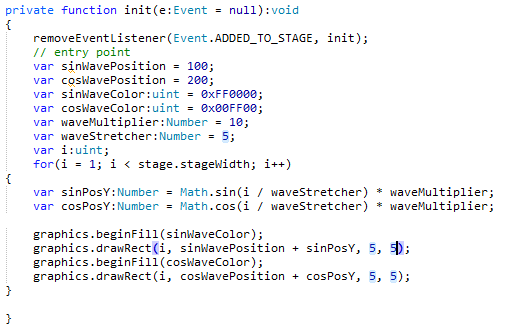 private function init(e:Event = null):void
{
removeEventListener(Event.ADDED_TO_STAGE, init);
// entry point
var sinWavePosition = 100;
var cosWavePosition = 200;
var sinWaveColor:uint = 0xFF0000;
var cosWaveColor:uint = 0x00FF00;
var waveMultiplier:Number = 10;
var waveStretcher:Number = 5;
var i:uint;
for(i = 1; i < stage.stageWidth; i++)
{
var sinPosY:Number = Math.sin(i / waveStretcher) * waveMultiplier;
var cosPosY:Number = Math.cos(i / waveStretcher) * waveMultiplier;
graphics.beginFill(sinWaveColor);
graphics.drawRect(i, sinWavePosition + sinPosY, 5, 5);
graphics.beginFill(cosWaveColor);
graphics.drawRect(i, cosWavePosition + cosPosY, 5, 5);
}
}